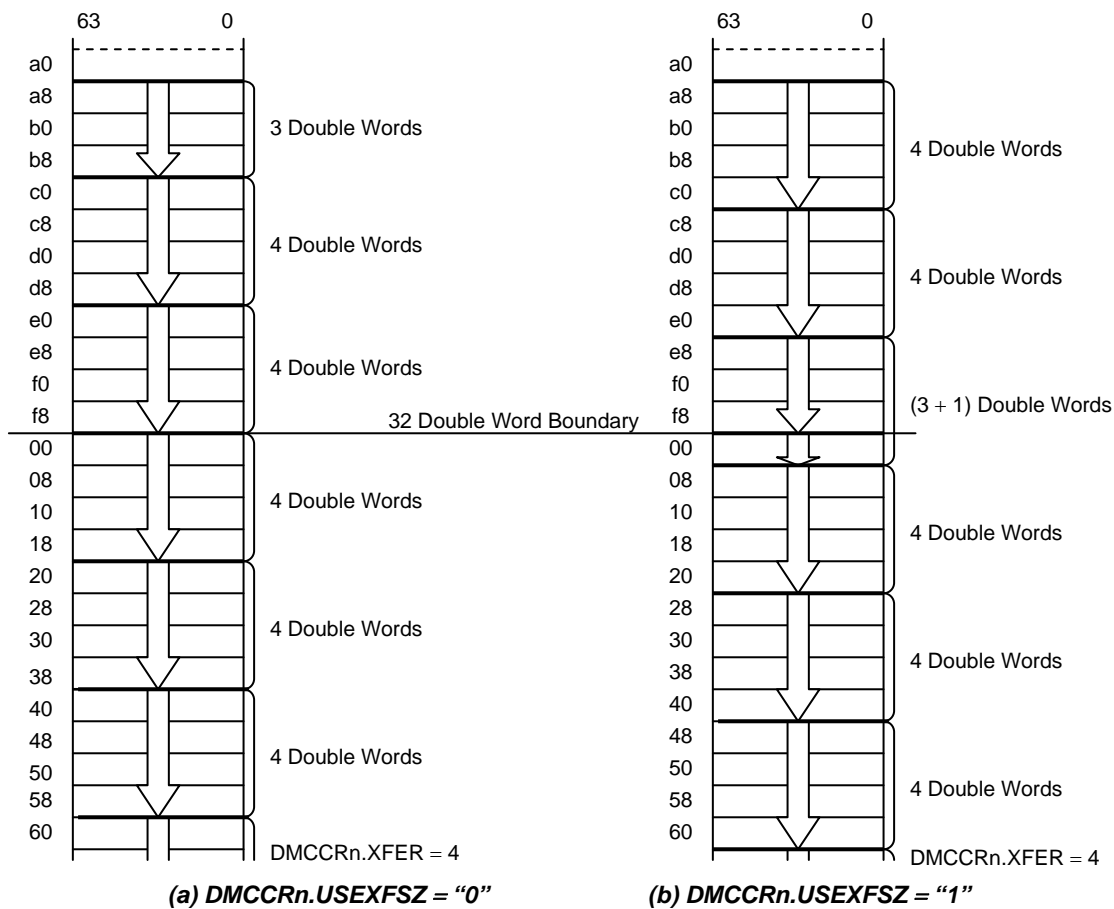 63 0
a0
a8
b0
b8
c0
c8
d0
d8
e0
e8
f0
f8
00
08
10
18
20
28
30
38
40
48
50
58
60
3 Double Words
4 Double Words
4 Double Words
4 Double Words
4 Double Words
4 Double Words
DMCCRn.XFER = 4
(a) DMCCRn.USEXFSZ = “0”
32 Double Word Boundary
63 0
a0
a8
b0
b8
c0
c8
d0
d8
e0
e8
f0
f8
00
08
10
18
20
28
30
38
40
48
50
58
60
4 Double Words
4 Double Words
(3 + 1) Double Words
4 Double Words
4 Double Words
4 Double Words
DMCCRn.XFER = 4
(b) DMCCRn.USEXFSZ = “1”